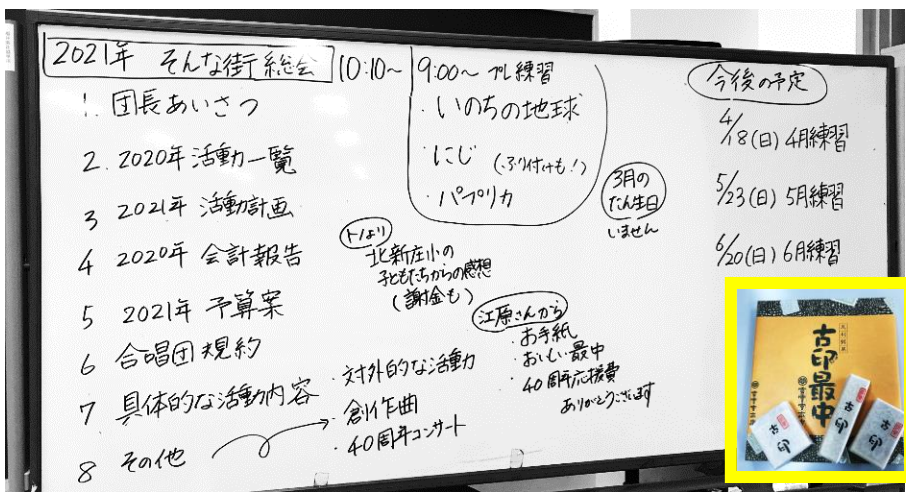 2021年 そんな街総会 10:10〜
1. 団長あいさつ
2. 2020年活動一覧
3 2021年 活動計画
4 2020年 会計報告
5 2021年 予算案
6 合唱団規約
7 具体的な活動内容
8 その他
・対外的な活動
・創作曲
・40周年コンサート
9:00〜 プレ練習
・いのちの地球
・にじ (ふり付けも!)
・パプリカ
3月の
たん生日
いません
トより
北新庄小の
子どもたちからの感想
(謝金も)
江原さんから
・お手紙
・おいしい最中
・40周年応援費
ありがとうございます
今後の予定
4/18(日) 4月練習
5/23(日) 5月練習
6/20(日) 6月練習
古印最中
古印
古印
古印